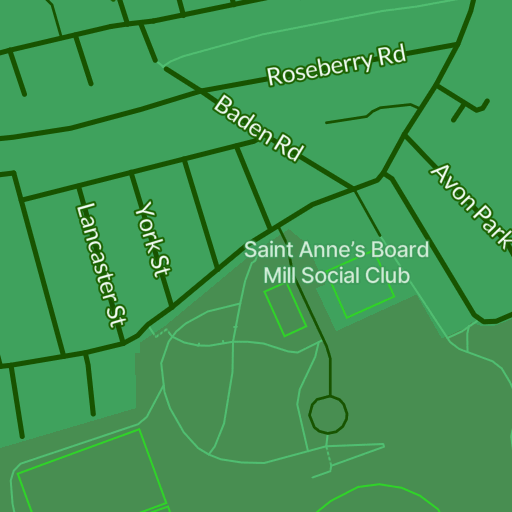 Roseberry Rd
Baden Rd
Avon Park
York St
Lancaster St
Saint Anne’s Board
Mill Social Club